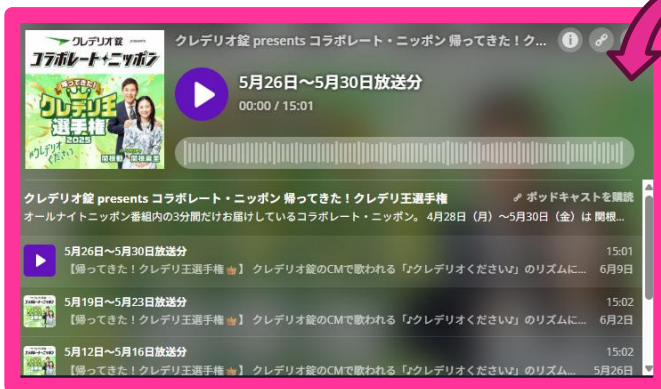 クレデリオ錠 presents
コラボレート・ニッポン
帰ってきた!
クレデリ王
選手権
2025
#クレデリオください
関根勤 関根麻里
クレデリオ錠 presents コラボレート・ニッポン 帰ってきた！ク...
5月26日～5月30日放送分
00:00 / 15:01
クレデリオ錠 presents コラボレート・ニッポン 帰ってきた！クレデリ王選手権
ポッドキャストを購読
オールナイトニッポン番組内の3分間だけお届けしているコラボレート・ニッポン。 4月28日（月）～5月30日（金）は 関根...
5月26日～5月30日放送分 15:01
【帰ってきた！クレデリ王選手権👑】 クレデリオ錠のCMで歌われる「♪クレデリオください♪」のリズムに... 6月9日
5月19日～5月23日放送分 15:02
【帰ってきた！クレデリ王選手権👑】 クレデリオ錠のCMで歌われる「♪クレデリオください♪」のリズムに... 6月2日
5月12日～5月16日放送分 15:02
【帰ってきた！クレデリ王選手権👑】 クレデリオ錠のCMで歌われる「♪クレデリオください♪」のリズム... 5月26日